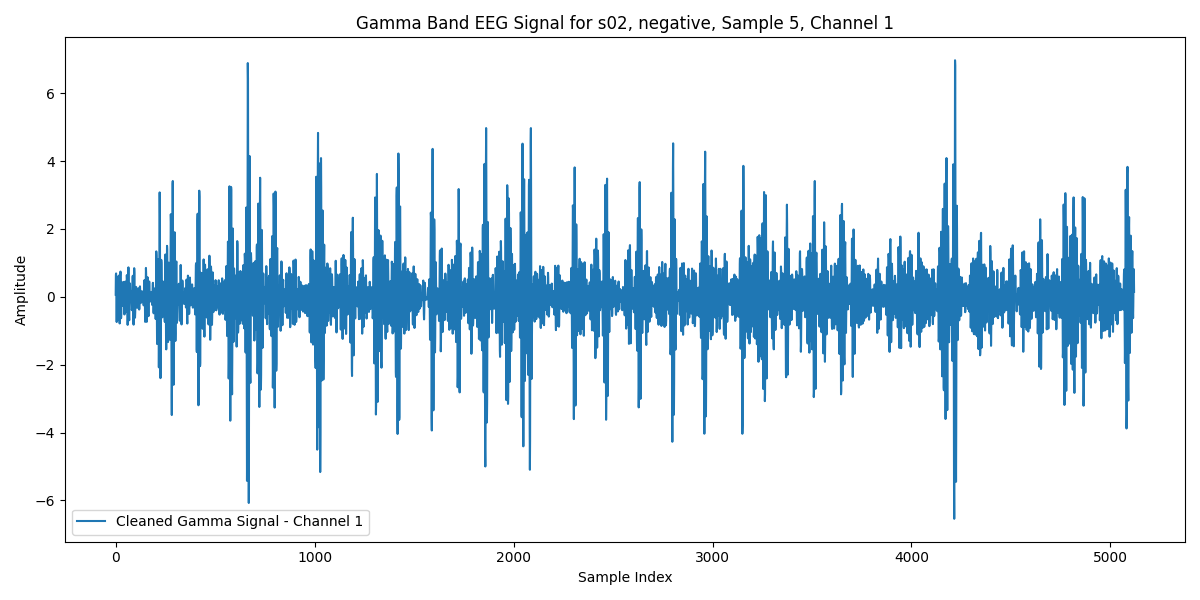 Gamma Band EEG Signal for s02, negative, Sample 5, Channel 1
Amplitude
6
4
2
0
−2
−4
−6
Cleaned Gamma Signal - Channel 1
0 1000 2000 3000 4000 5000
Sample Index